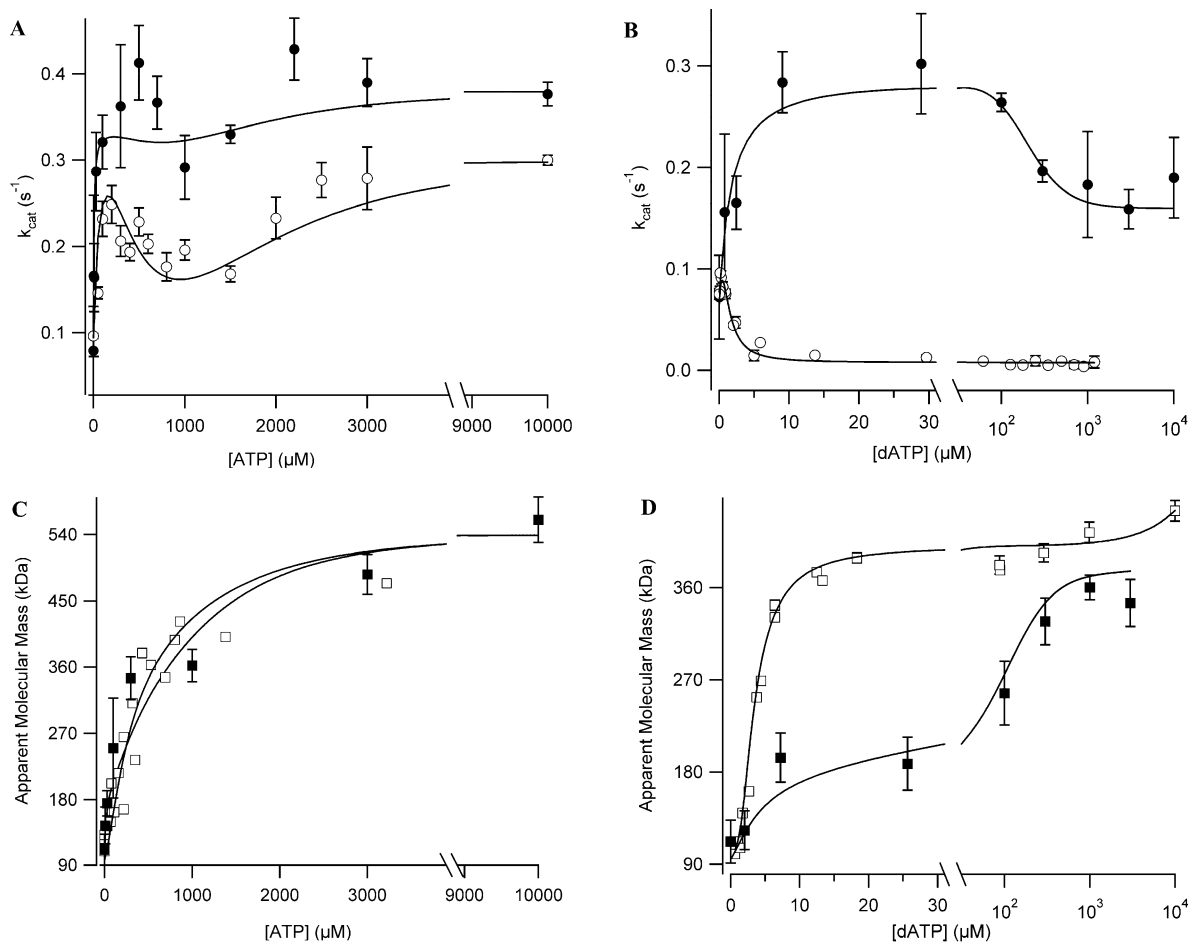 A
k_cat (s^-1)
0.4
0.3
0.2
0.1
0 1000 2000 3000 9000 10000
[ATP] (µM)
B
k_cat (s^-1)
0.3
0.2
0.1
0.0
0 10 20 30 10^2 10^3 10^4
[dATP] (µM)
C
Apparent Molecular Mass (kDa)
540
450
360
270
180
90
0 1000 2000 3000 9000 10000
[ATP] (µM)
D
Apparent Molecular Mass (kDa)
360
270
180
90
0 10 20 30 10^2 10^3 10^4
[dATP] (µM)